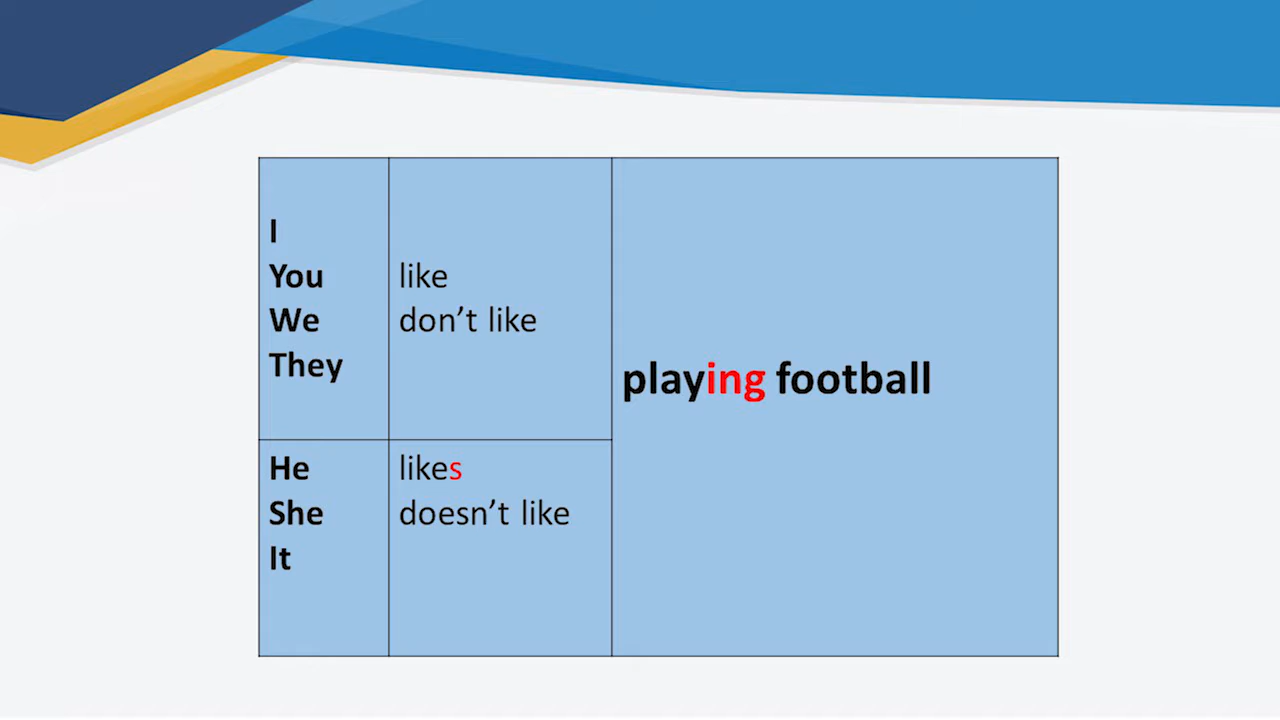 I
You
We
They
like
don’t like
playing football
He
She
It
likes
doesn’t like